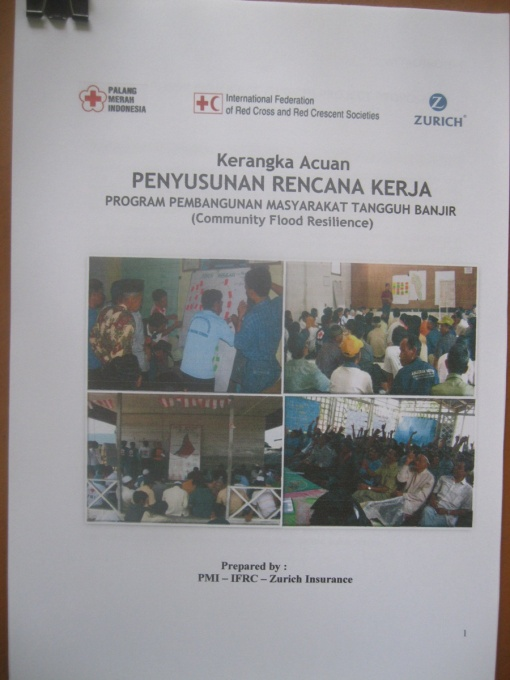 PALANG
MERAH
INDONESIA
International Federation
of Red Cross and Red Crescent Societies
ZURICH®
Kerangka Acuan
PENYUSUNAN RENCANA KERJA
PROGRAM PEMBANGUNAN MASYARAKAT TANGGUH BANJIR
(Community Flood Resilience)
Prepared by :
PMI – IFRC – Zurich Insurance
1